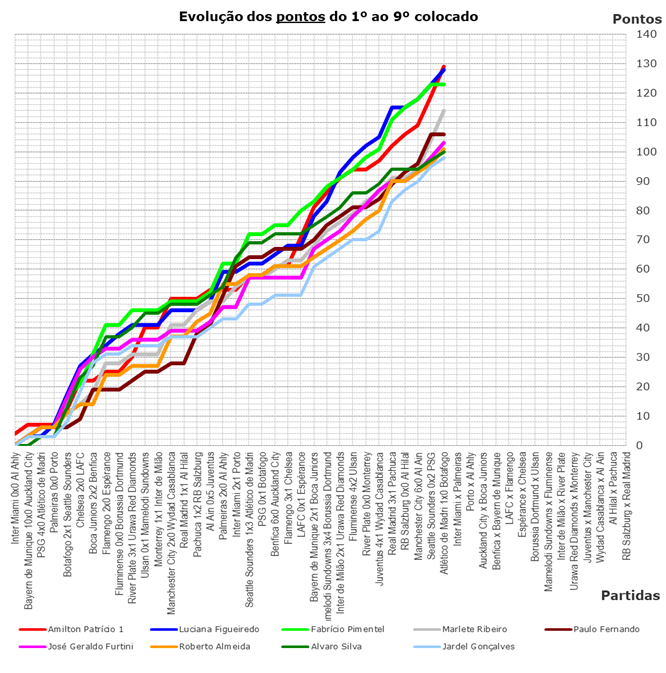 Evolução dos pontos do 1º ao 9º colocado
Pontos
140
130
120
110
100
90
80
70
60
50
40
30
20
10
0
Inter Miami 0x0 Al Ahly
Bayern de Munique 10x0 Auckland City
PSG 4x0 Atlético de Madri
Palmeiras 0x0 Porto
Botafogo 2x1 Seattle Sounders
Chelsea 2x0 LAFC
Boca Juniors 2x2 Benfica
Flamengo 2x0 Espérance
Fluminense 0x0 Borussia Dortmund
River Plate 3x1 Urawa Red Diamonds
Ulsan 0x1 Mamelodi Sundowns
Monterrey 1x1 Inter de Milão
Manchester City 2x0 Wydad Casablanca
Real Madrid 1x1 Al Hilal
Pachuca 1x2 RB Salzburg
Al Ain 0x5 Juventus
Palmeiras 2x0 Al Ahly
Inter Miami 2x1 Porto
Seattle Sounders 1x3 Atlético de Madri
PSG 0x1 Botafogo
Benfica 6x0 Auckland City
Flamengo 3x1 Chelsea
LAFC 0x1 Espérance
Bayern de Munique 2x1 Boca Juniors
amelodi Sundowns 3x4 Borussia Dortmund
Inter de Milão 2x1 Urawa Red Diamonds
Fluminense 4x2 Ulsan
River Plate 0x0 Monterrey
Juventus 4x1 Wydad Casablanca
Real Madrid 3x1 Pachuca
RB Salzburg 0x0 Al Hilal
Manchester City 6x0 Al Ain
Seattle Sounders 0x2 PSG
Atlético de Madri 1x0 Botafogo
Inter Miami x Palmeiras
Porto x Al Ahly
Auckland City x Boca Juniors
Benfica x Bayern de Munique
LAFC x Flamengo
Espérance x Chelsea
Borussia Dortmund x Ulsan
Mamelodi Sundowns x Fluminense
Inter de Milão x River Plate
Urawa Red Diamonds x Monterrey
Juventus x Manchester City
Wydad Casablanca x Al Ain
Al Hilal x Pachuca
RB Salzburg x Real Madrid
Partidas
Amilton Patrício 1
Luciana Figueiredo
Fabrício Pimentel
Marlete Ribeiro
Paulo Fernando
José Geraldo Furtini
Roberto Almeida
Alvaro Silva
Jardel Gonçalves